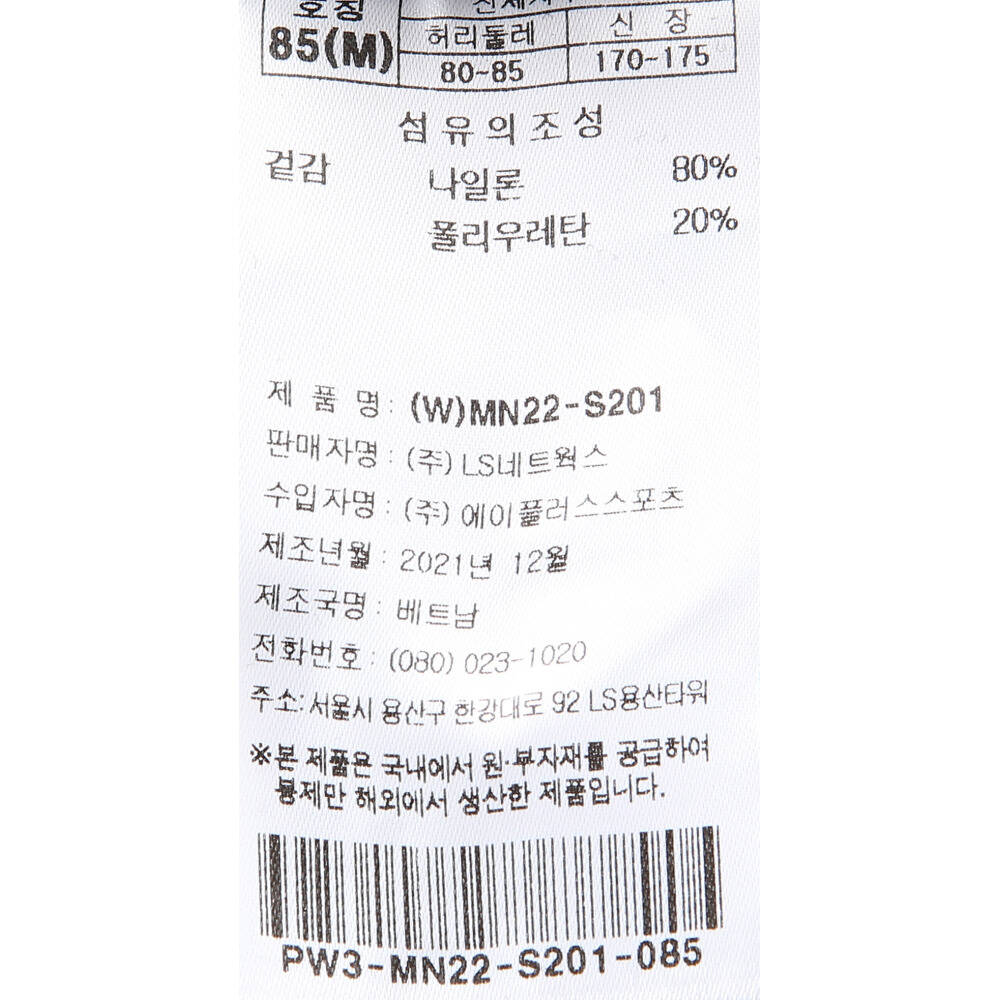 호칭
85(M)
허리둘레 신 장
80-85 170-175
섬유의조성
겉감 나일론 80%
폴리우레탄 20%
제 품 명: (W)MN22-S201
판매자명: (주)LS네트웍스
수입자명: (주)에이플러스스포츠
제조년월: 2021년 12월
제조국명: 베트남
전화번호: (080) 023-1020
주소:서울시 용산구 한강대로 92 LS용산타워
※본 제품은 국내에서 원·부자재를 공급하여
봉제만 해외에서 생산한 제품입니다.
PW3-MN22-S201-085